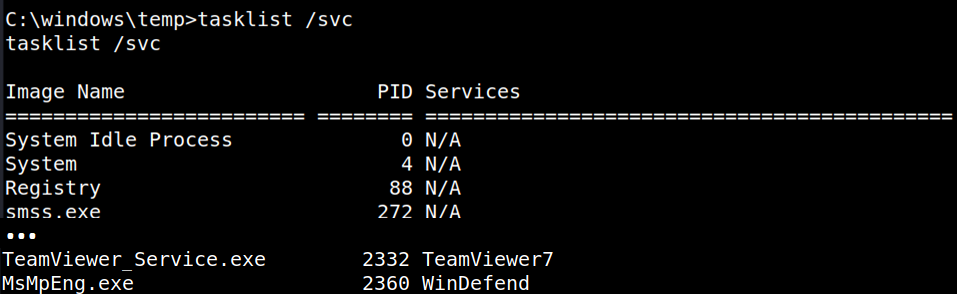 C:\windows\temp>tasklist /svc
tasklist /svc
Image Name                     PID Services
========================= ======== ============================================
System Idle Process              0 N/A
System                           4 N/A
Registry                        88 N/A
smss.exe                       272 N/A
•••
TeamViewer_Service.exe        2332 TeamViewer7
MsMpEng.exe                   2360 WinDefend